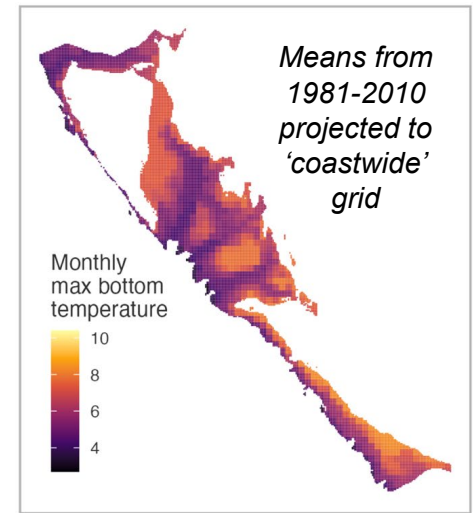 Means from
1981-2010
projected to
‘coastwide’
grid
Monthly
max bottom
temperature
10
8
6
4